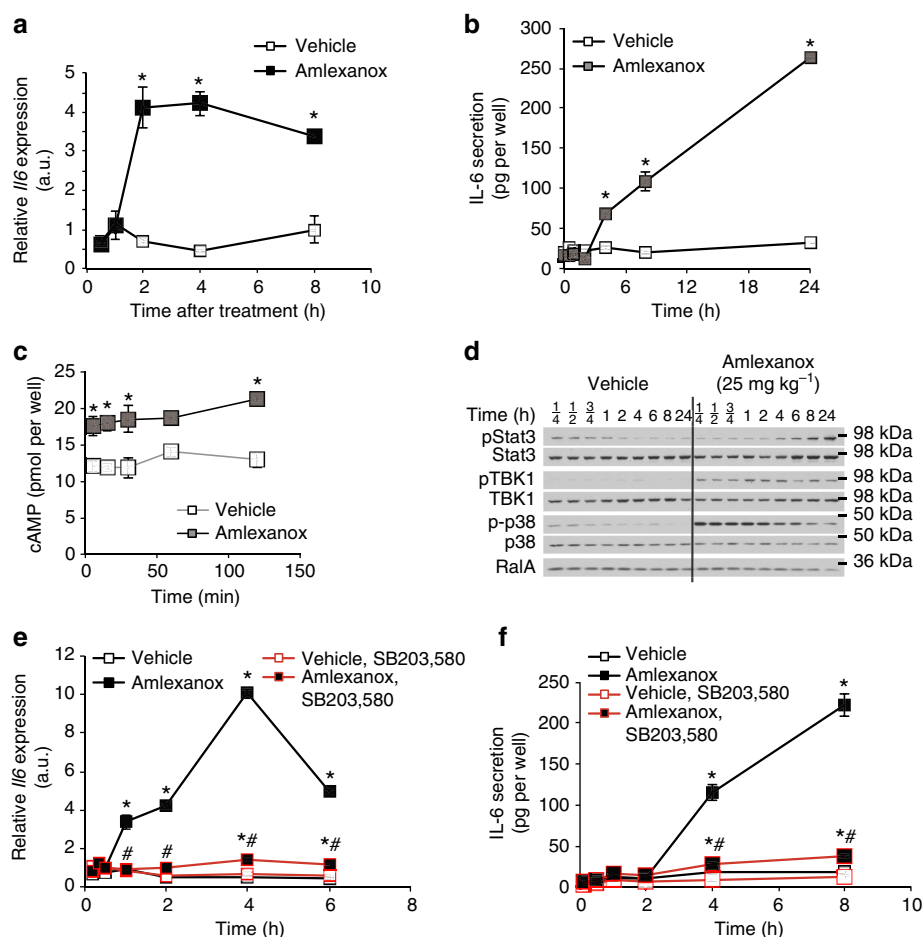 a
Vehicle
Amlexanox
Relative Il6 expression
(a.u.)
5
4
3
2
1
0
* * *
0 2 4 6 8 10
Time after treatment (h)
b
Vehicle
Amlexanox
IL-6 secretion
(pg per well)
300
250
200
150
100
50
0
* * *
0 6 12 18 24
Time (h)
c
cAMP (pmol per well)
25
20
15
10
5
0
* * * *
Vehicle
Amlexanox
0 50 100 150
Time (min)
d
Vehicle
Amlexanox
(25 mg kg–1)
Time (h) 1/4 1/2 3/4 1 2 4 6 8 24 1/4 1/2 3/4 1 2 4 6 8 24
pStat3 98 kDa
Stat3 98 kDa
pTBK1 98 kDa
TBK1 98 kDa
p-p38 50 kDa
p38 50 kDa
RalA 36 kDa
e
Vehicle
Amlexanox
Vehicle, SB203,580
Amlexanox,
SB203,580
Relative Il6 expression
(a.u.)
12
10
8
6
4
2
0
* * * *
# # *# *#
0 2 4 6 8
Time (h)
f
Vehicle
Amlexanox
Vehicle, SB203,580
Amlexanox,
SB203,580
IL-6 secretion
(pg per well)
250
200
150
100
50
0
* *
*# *#
0 2 4 6 8
Time (h)